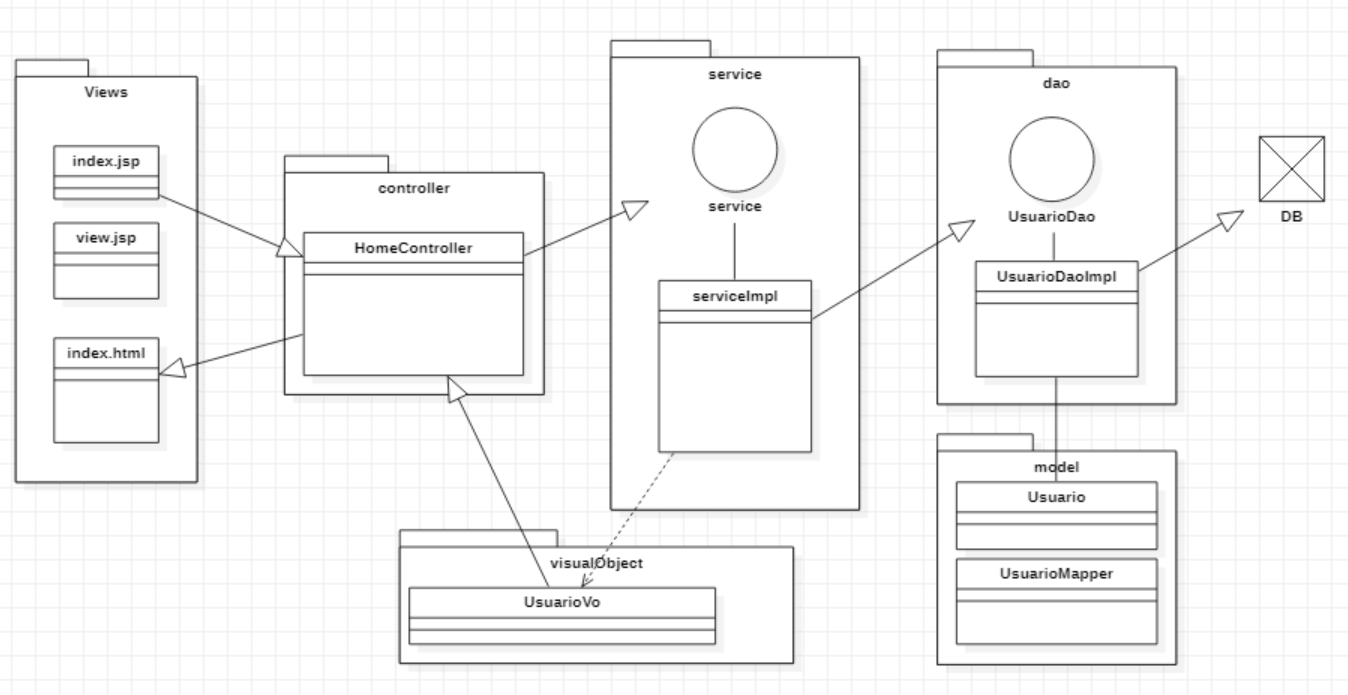 Views
index.jsp
view.jsp
index.html
controller
HomeController
service
service
serviceImpl
visualObject
UsuarioVo
dao
UsuarioDao
UsuarioDaoImpl
model
Usuario
UsuarioMapper
DB